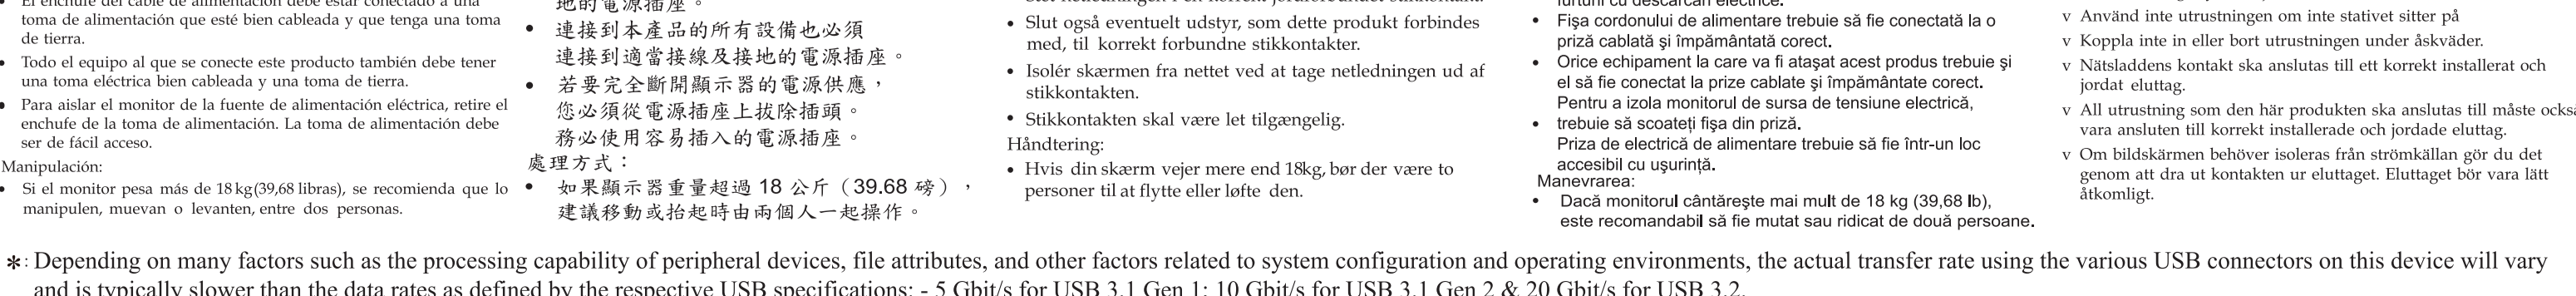 El enchufe del cable de alimentación debe estar conectado a una
toma de alimentación que esté bien cableada y que tenga una toma
de tierra.
• Todo el equipo al que se conecte este producto también debe tener
una toma eléctrica bien cableada y una toma de tierra.
• Para aislar el monitor de la fuente de alimentación eléctrica, retire el
enchufe de la toma de alimentación. La toma de alimentación debe
ser de fácil acceso.
Manipulación:
• Si el monitor pesa más de 18 kg(39,68 libras), se recomienda que lo
manipulen, muevan o levanten, entre dos personas.
地的電源插座。
• 連接到本產品的所有設備也必須
連接到適當接線及接地的電源插座。
• 若要完全斷開顯示器的電源供應，
您必須從電源插座上拔除插頭。
務必使用容易插入的電源插座。
處理方式：
• 如果顯示器重量超過 18 公斤（39.68 磅），
建議移動或抬起時由兩個人一起操作。
• Slut også eventuelt udstyr, som dette produkt forbindes
med, til korrekt forbundne stikkontakter.
• Isolér skærmen fra nettet ved at tage netledningen ud af
stikkontakten.
• Stikkontakten skal være let tilgængelig.
Håndtering:
• Hvis din skærm vejer mere end 18kg, bør der være to
personer til at flytte eller løfte den.
furtuni cu descărcări electrice.
• Fişa cordonului de alimentare trebuie să fie conectată la o
priză cablată şi împământată corect.
• Orice echipament la care va fi ataşat acest produs trebuie şi
el să fie conectat la prize cablate şi împământate corect.
Pentru a izola monitorul de sursa de tensiune electrică,
• trebuie să scoateți fişa din priză.
Priza de electrică de alimentare trebuie să fie într-un loc
accesibil cu uşurință.
Manevrarea:
• Dacă monitorul cântăreşte mai mult de 18 kg (39,68 lb),
este recomandabil să fie mutat sau ridicat de două persoane.
v Använd inte utrustningen om inte stativet sitter på
v Koppla inte in eller bort utrustningen under åskväder.
v Nätsladdens kontakt ska anslutas till ett korrekt installerat och
jordat eluttag.
v All utrustning som den här produkten ska anslutas till måste också
vara ansluten till korrekt installerade och jordade eluttag.
v Om bildskärmen behöver isoleras från strömkällan gör du det
genom att dra ut kontakten ur eluttaget. Eluttaget bör vara lätt
åtkomligt.
*: Depending on many factors such as the processing capability of peripheral devices, file attributes, and other factors related to system configuration and operating environments, the actual transfer rate using the various USB connectors on this device will vary
and is typically slower than the data rates as defined by the respective USB specifications: - 5 Gbit/s for USB 3.1 Gen 1; 10 Gbit/s for USB 3.1 Gen 2 & 20 Gbit/s for USB 3.2.